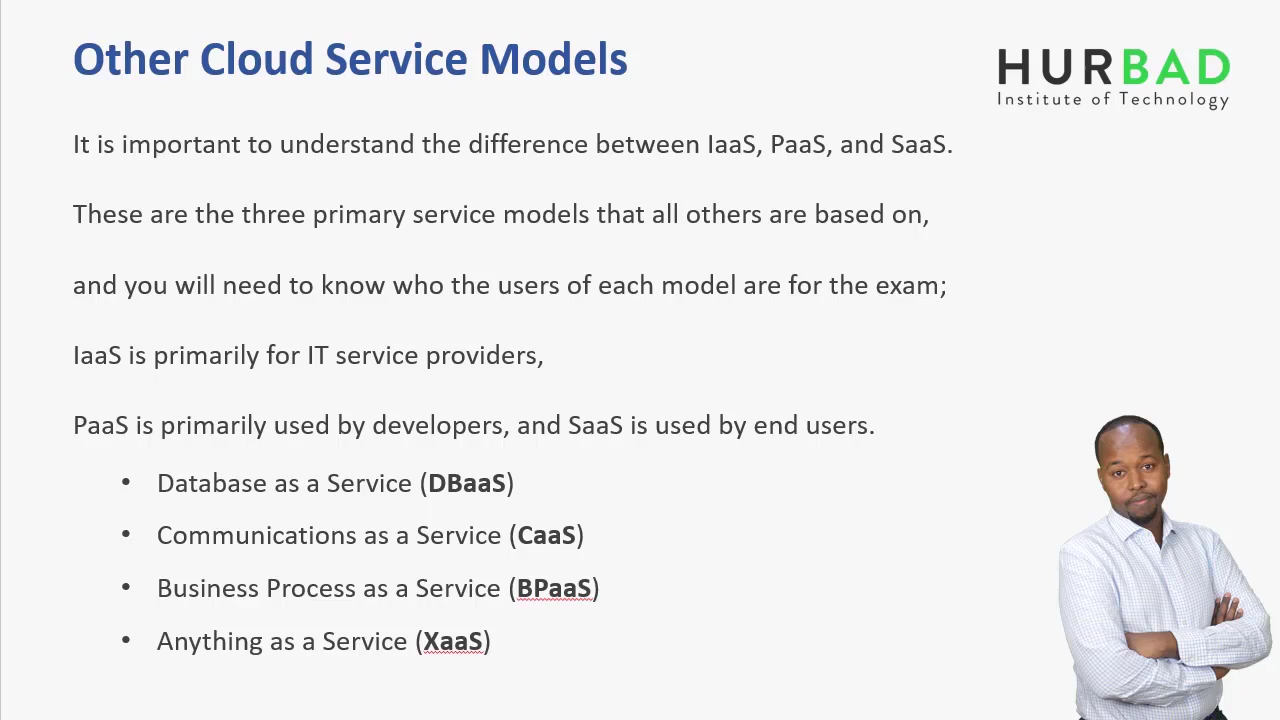 Other Cloud Service Models
HURBAD
Institute of Technology
It is important to understand the difference between IaaS, PaaS, and SaaS.
These are the three primary service models that all others are based on,
and you will need to know who the users of each model are for the exam;
IaaS is primarily for IT service providers,
PaaS is primarily used by developers, and SaaS is used by end users.
• Database as a Service (DBaaS)
• Communications as a Service (CaaS)
• Business Process as a Service (BPaaS)
• Anything as a Service (XaaS)